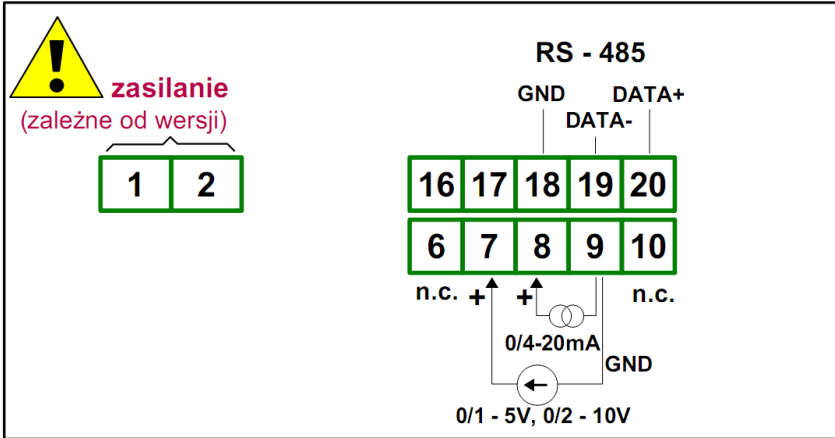 !
zasilanie
(zależne od wersji)
1 2
RS - 485
GND DATA+
DATA-
16 17 18 19 20
6 7 8 9 10
n.c. + + n.c.
0/4-20mA
GND
0/1 - 5V, 0/2 - 10V